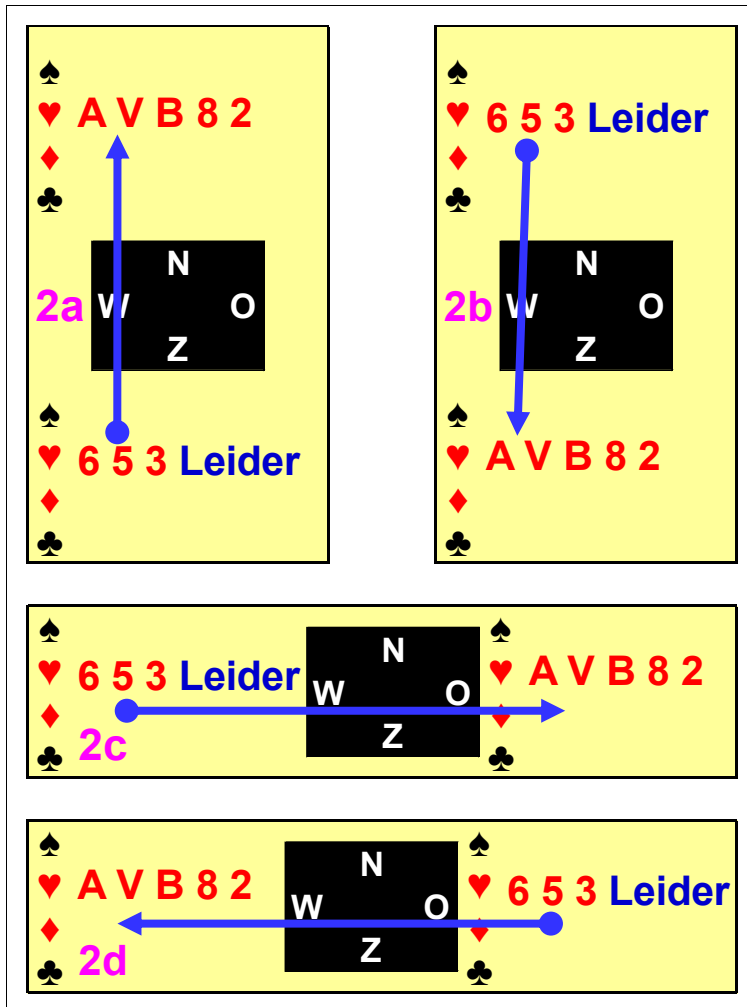 ♠
♥ A V B 8 2
♦
♣
N
2a W O
Z
♠
♥ 6 5 3 Leider
♦
♣
♠
♥ 6 5 3 Leider
♦
♣
N
2b W O
Z
♠
♥ A V B 8 2
♦
♣
♠
♥ 6 5 3 Leider
♦
2c
♣
N
W O
Z
♠
♥ A V B 8 2
♦
♣
♠
♥ A V B 8 2
♦
2d
♣
N
W O
Z
♠
♥ 6 5 3 Leider
♦
♣